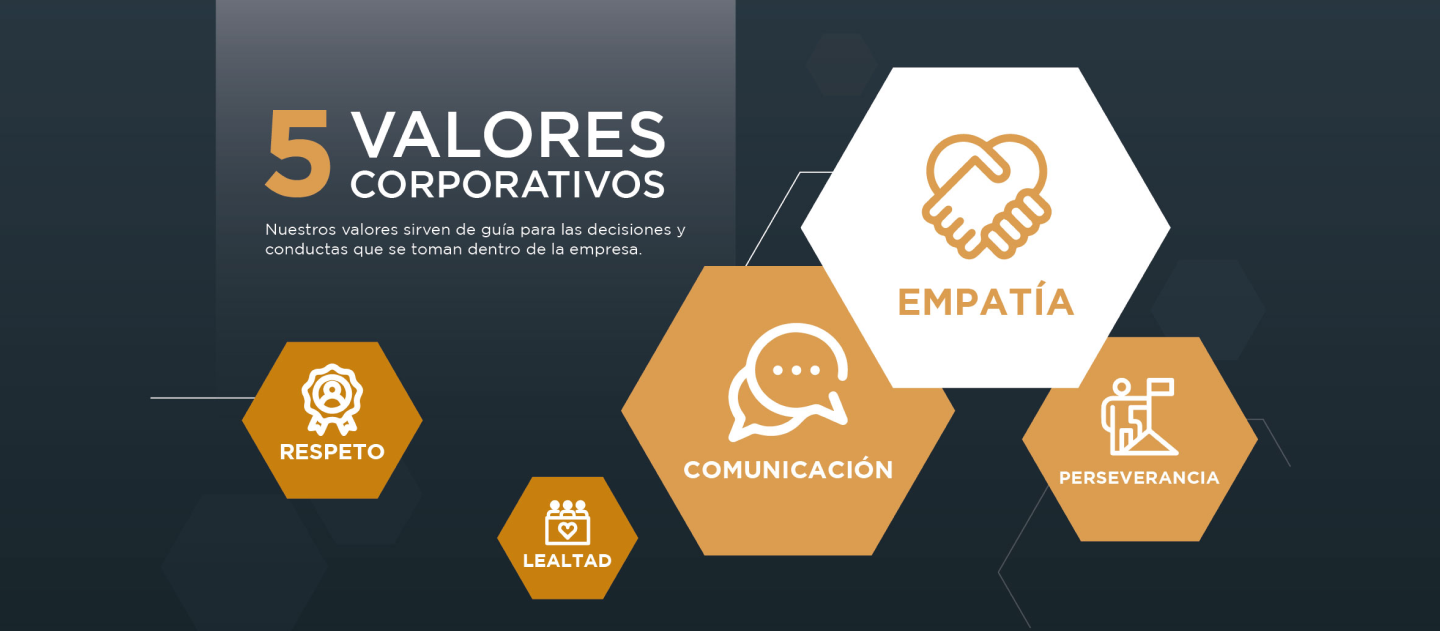 5 VALORES
CORPORATIVOS
Nuestros valores sirven de guía para las decisiones y
conductas que se toman dentro de la empresa.
EMPATÍA
COMUNICACIÓN
PERSEVERANCIA
RESPETO
LEALTAD